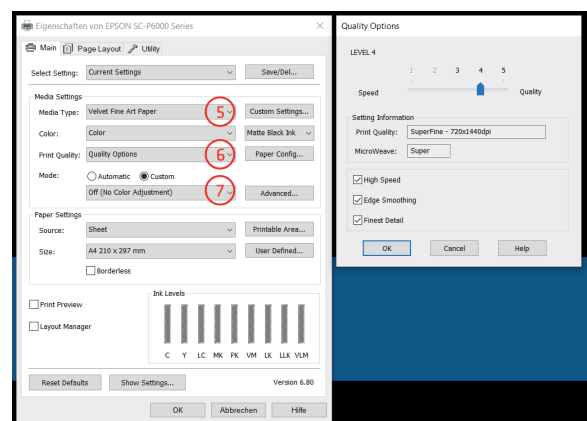 Eigenschaften von EPSON SC-P6000 Series
Main Page Layout Utility
Select Setting: Current Settings Save/Del...
Media Settings
Media Type: Velvet Fine Art Paper 5 Custom Settings...
Color: Color Matte Black Ink
Print Quality: Quality Options 6 Paper Config...
Mode: Automatic Custom
Off (No Color Adjustment) 7 Advanced...
Paper Settings
Source: Sheet Printable Area...
Size: A4 210 x 297 mm User Defined...
Borderless
Print Preview
Layout Manager
Ink Levels
C Y LC MK PK VM LK LLK VLM
Reset Defaults Show Settings... Version 6.80
OK Abbrechen Hilfe
Quality Options
LEVEL 4
1 2 3 4 5
Speed Quality
Setting Information
Print Quality: SuperFine - 720x1440dpi
MicroWeave: Super
High Speed
Edge Smoothing
Finest Detail
OK Cancel Help